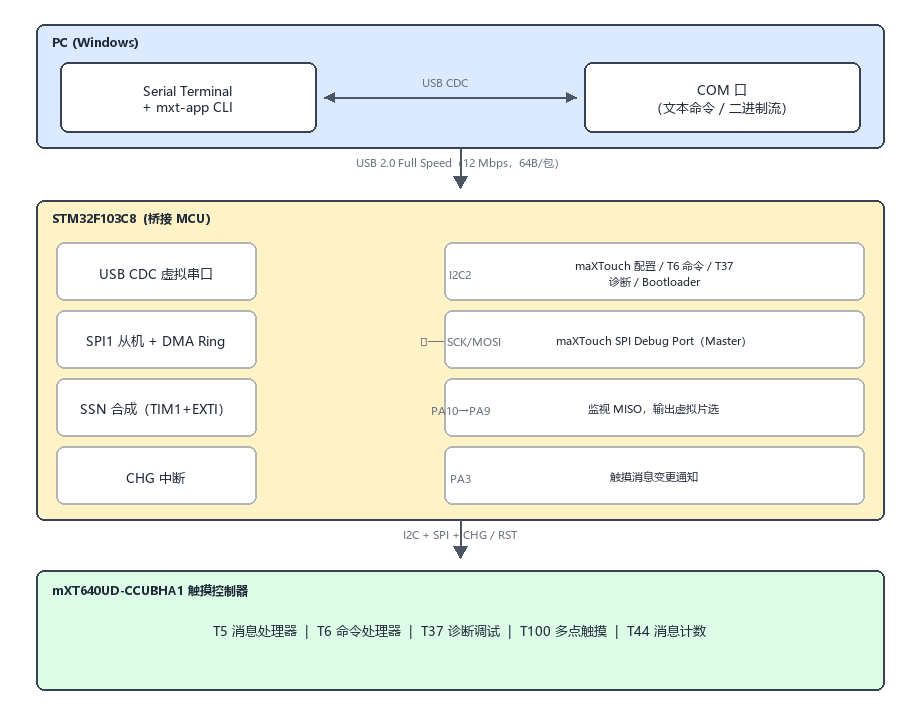 PC (Windows)
Serial Terminal
+ mxt-app CLI
USB CDC
COM 口
(文本命令 / 二进制流)
USB 2.0 Full Speed（12 Mbps，64B/包）
STM32F103C8（桥接 MCU）
USB CDC 虚拟串口
I2C2
maXTouch 配置 / T6 命令 / T37
诊断 / Bootloader
SPI1 从机 + DMA Ring
□── SCK/MOSI
maXTouch SPI Debug Port（Master）
SSN 合成（TIM1+EXTI）
PA10→PA9
监视 MISO，输出虚拟片选
CHG 中断
PA3
触摸消息变更通知
I2C + SPI + CHG / RST
mXT640UD-CCUBHA1 触摸控制器
T5 消息处理器 | T6 命令处理器 | T37 诊断调试 | T100 多点触摸 | T44 消息计数